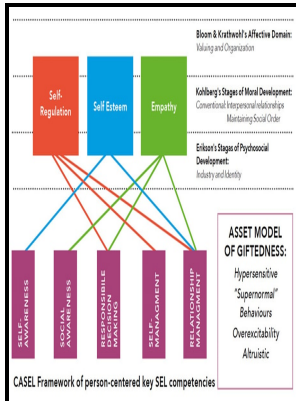 Bloom & Krathwohl's Affective Domain:
Valuing and Organization
Kohlberg's Stages of Moral Development:
Conventional: Interpersonal relationships
Maintaining Social Order
Erikson's Stages of Psychosocial
Development:
Industry and Identity
Self-
Regulation
Self Esteem
Empathy
SELF-
AWARENESS
SOCIAL
AWARENESS
RESPONSIBILE
DECISION
MAKING
SELF-
MANAGMENT
RELATIONSHIP
MANAGMENT
ASSET MODEL
OF GIFTEDNESS:
Hypersensitive
"Supernormal"
Behaviours
Overexcitability
Altruistic
CASEL Framework of person-centered key SEL competencies